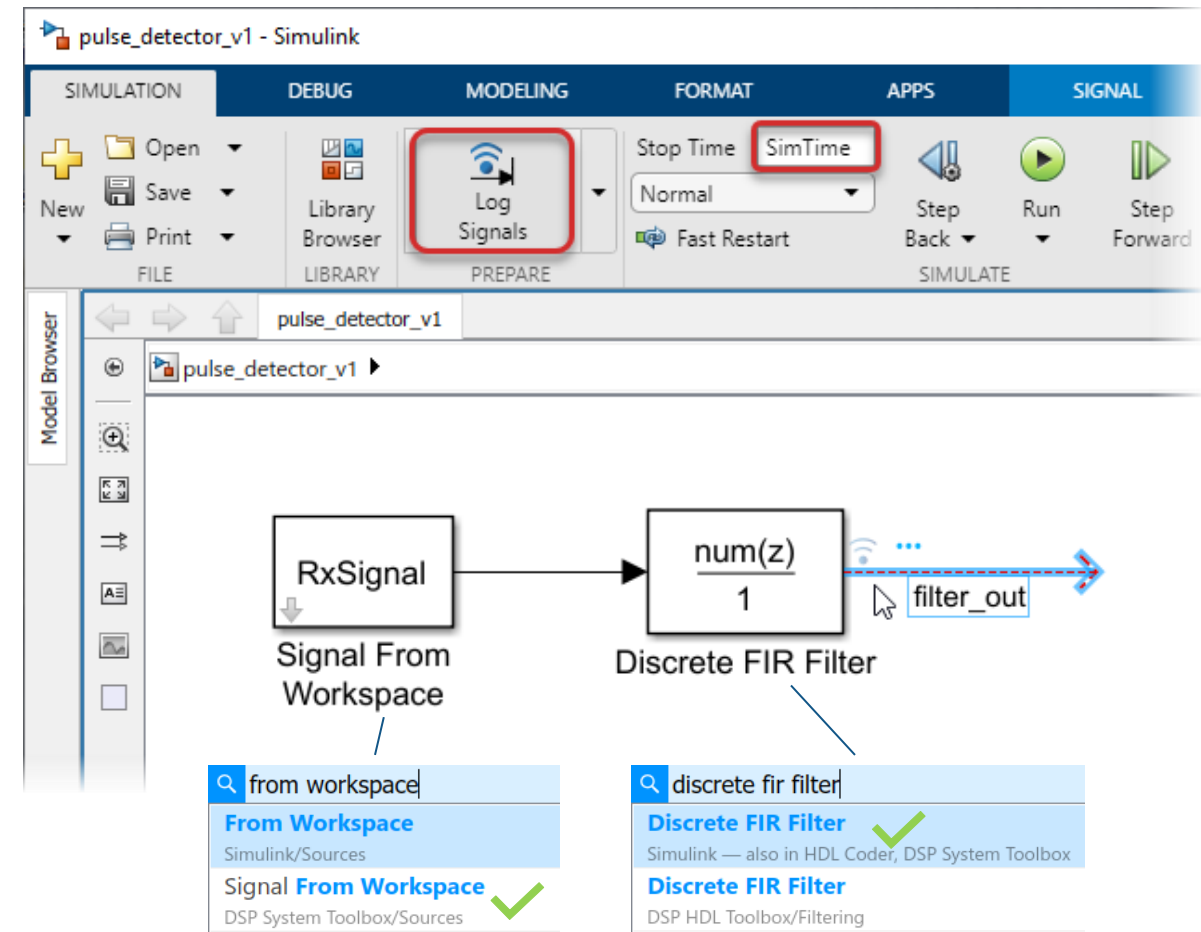 pulse_detector_v1 - Simulink
SIMULATION DEBUG MODELING FORMAT APPS SIGNAL
New
Open
Save
Print
FILE
Library
Browser
LIBRARY
Log
Signals
PREPARE
Stop Time SimTime
Normal
Fast Restart
Step
Back
Run
Step
Forward
SIMULATE
Model Browser
pulse_detector_v1
pulse_detector_v1
RxSignal
Signal From
Workspace
num(z)
1
Discrete FIR Filter
filter_out
from workspace
From Workspace
Simulink/Sources
Signal From Workspace
DSP System Toolbox/Sources
discrete fir filter
Discrete FIR Filter
Simulink — also in HDL Coder, DSP System Toolbox
Discrete FIR Filter
DSP HDL Toolbox/Filtering